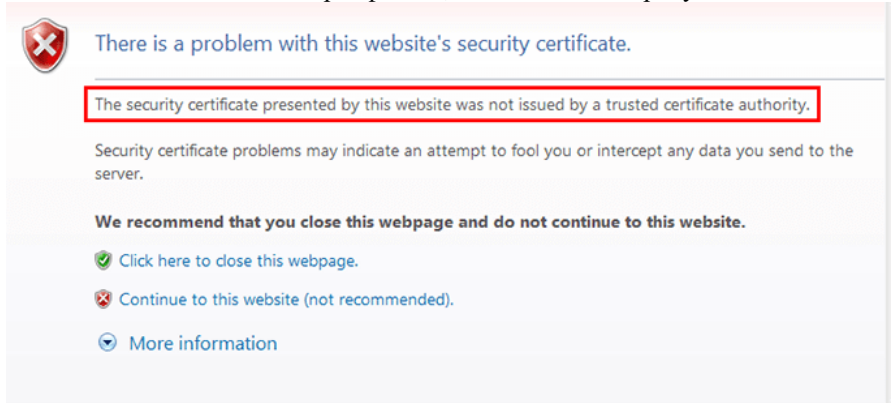 There is a problem with this website's security certificate.
The security certificate presented by this website was not issued by a trusted certificate authority.
Security certificate problems may indicate an attempt to fool you or intercept any data you send to the
server.
We recommend that you close this webpage and do not continue to this website.
Click here to close this webpage.
Continue to this website (not recommended).
More information